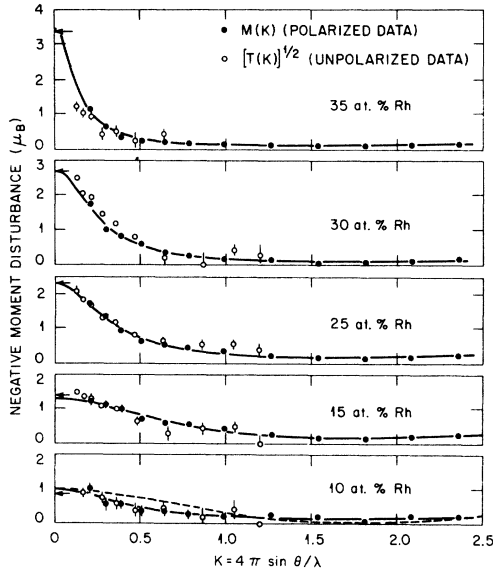 ● M(K) (POLARIZED DATA)
○ [T(K)]^1/2 (UNPOLARIZED DATA)
35 at. % Rh
4
3
2
1
0
30 at. % Rh
3
2
1
0
25 at. % Rh
2
1
0
15 at. % Rh
2
1
0
10 at. % Rh
2
1
0
0
0.5
1.0
1.5
2.0
2.5
K = 4 π sin θ/λ
NEGATIVE MOMENT DISTURBANCE (μB)